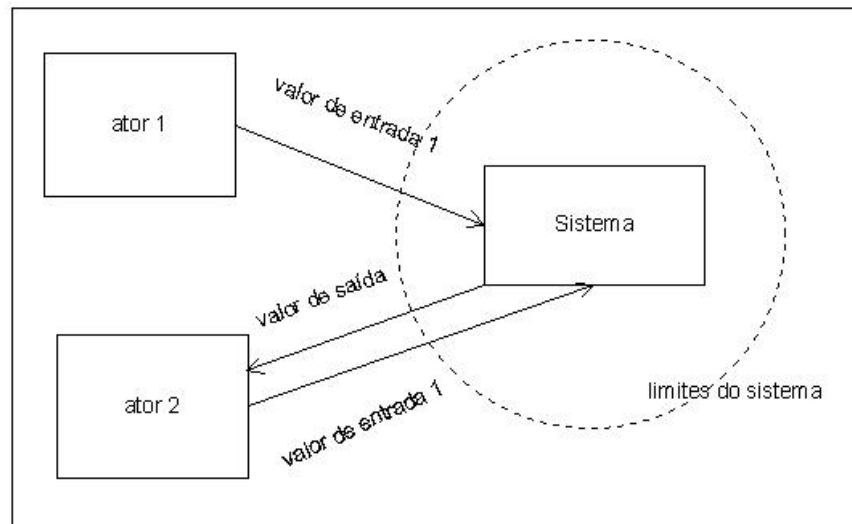 ator 1
valor de entrada 1
Sistema
valor de saída
ator 2
valor de entrada 1
limites do sistema